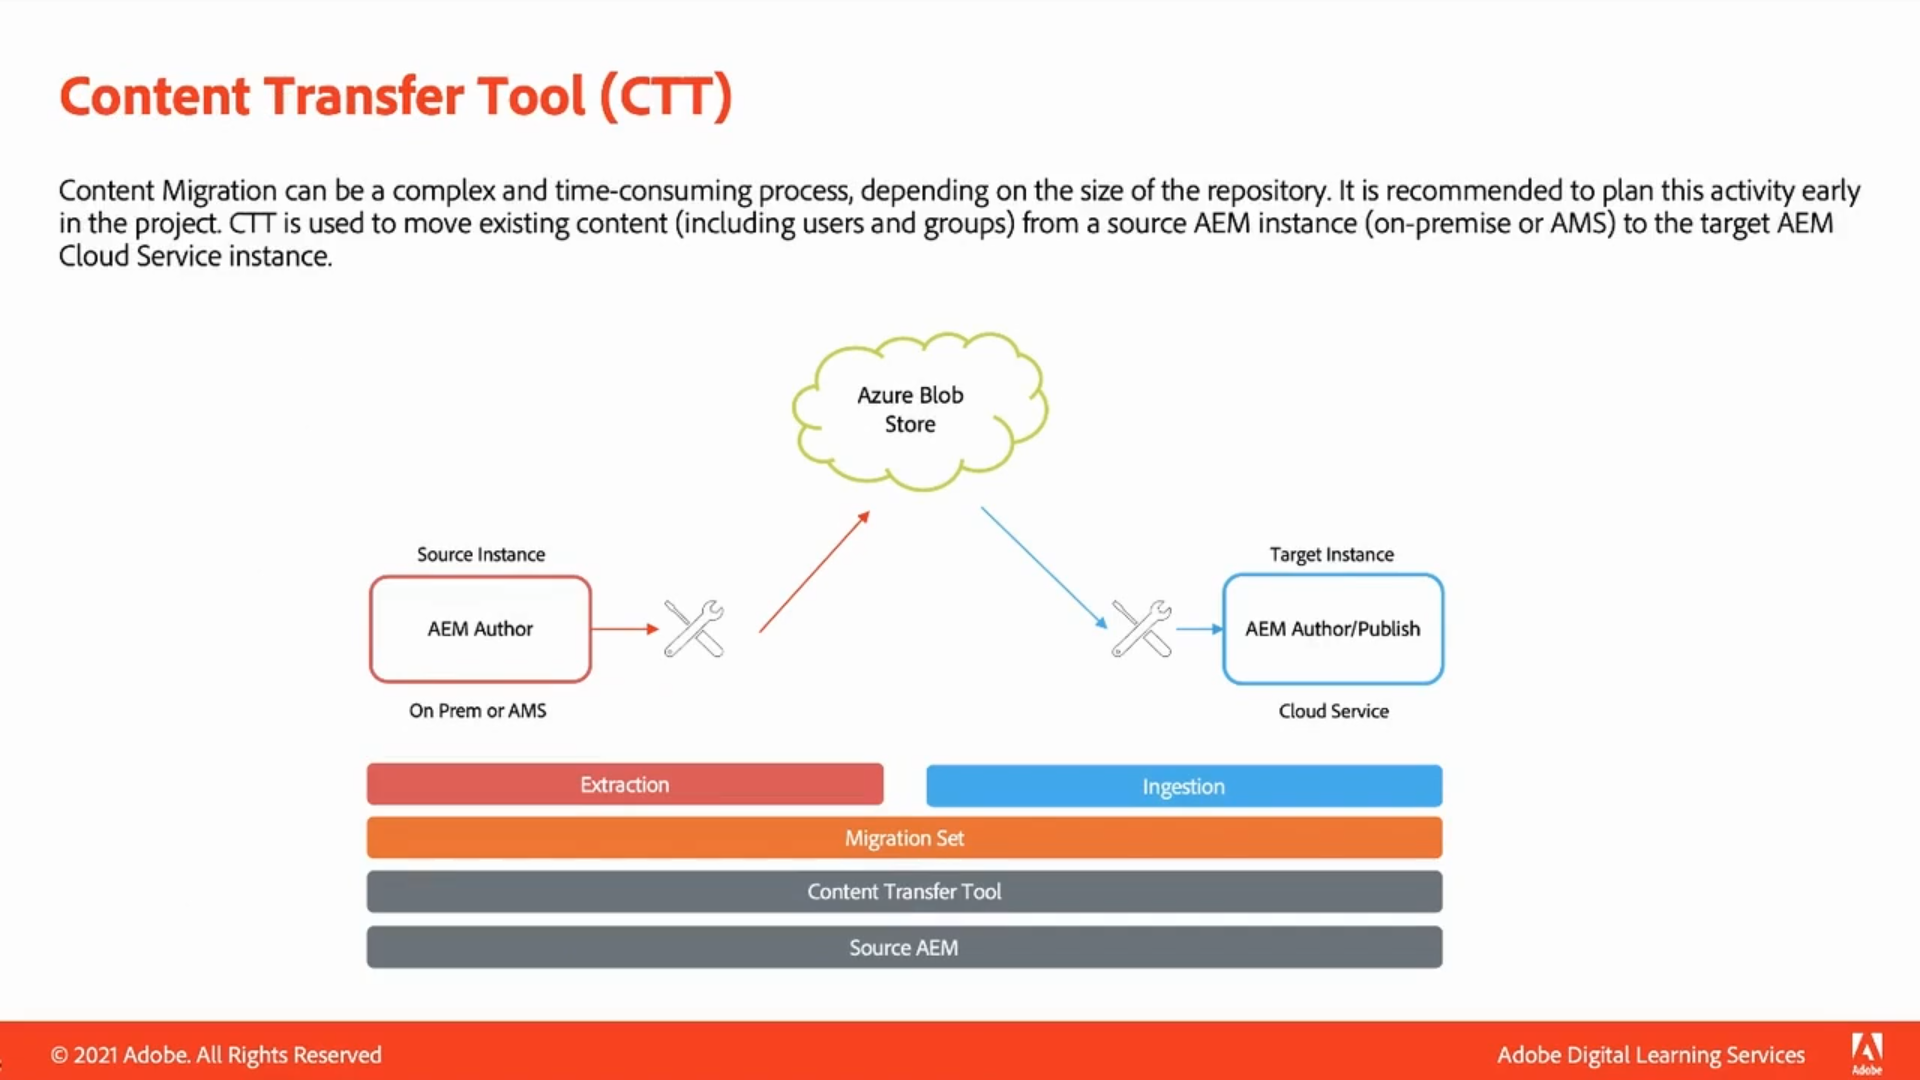 Content Transfer Tool (CTT)
Content Migration can be a complex and time-consuming process, depending on the size of the repository. It is recommended to plan this activity early
in the project. CTT is used to move existing content (including users and groups) from a source AEM instance (on-premise or AMS) to the target AEM
Cloud Service instance.
Azure Blob
Store
Source Instance
AEM Author
On Prem or AMS
Target Instance
AEM Author/Publish
Cloud Service
Extraction
Ingestion
Migration Set
Content Transfer Tool
Source AEM
© 2021 Adobe. All Rights Reserved
Adobe Digital Learning Services
Adobe